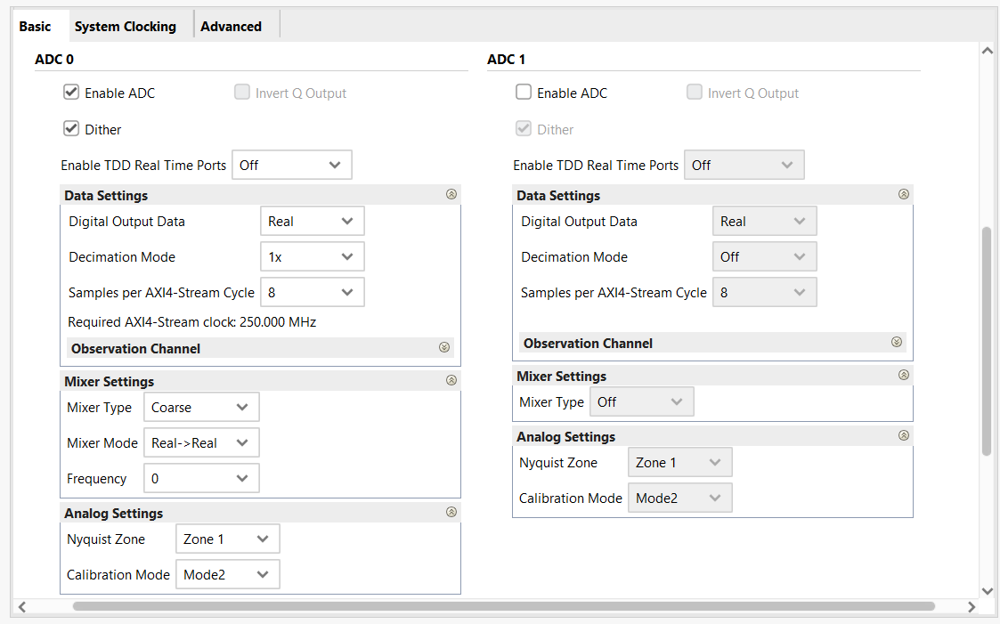 Basic System Clocking Advanced
ADC 0
Enable ADC Invert Q Output
Dither
Enable TDD Real Time Ports Off
Data Settings
Digital Output Data Real
Decimation Mode 1x
Samples per AXI4-Stream Cycle 8
Required AXI4-Stream clock: 250.000 MHz
Observation Channel
Mixer Settings
Mixer Type Coarse
Mixer Mode Real->Real
Frequency 0
Analog Settings
Nyquist Zone Zone 1
Calibration Mode Mode2
ADC 1
Enable ADC Invert Q Output
Dither
Enable TDD Real Time Ports Off
Data Settings
Digital Output Data Real
Decimation Mode Off
Samples per AXI4-Stream Cycle 8
Observation Channel
Mixer Settings
Mixer Type Off
Analog Settings
Nyquist Zone Zone 1
Calibration Mode Mode2